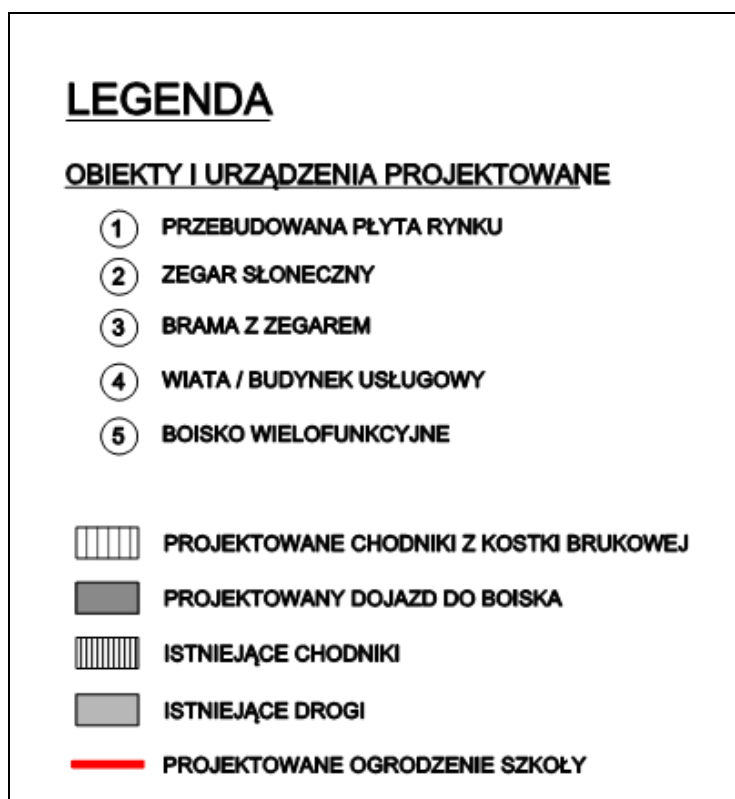 LEGENDA
OBIEKTY I URZĄDZENIA PROJEKTOWANE
1 PRZEBUDOWANA PŁYTA RYNKU
2 ZEGAR SŁONECZNY
3 BRAMA Z ZEGAREM
4 WIATA / BUDYNEK USŁUGOWY
5 BOISKO WIELOFUNKCYJNE
PROJEKTOWANE CHODNIKI Z KOSTKI BRUKOWEJ
PROJEKTOWANY DOJAZD DO BOISKA
ISTNIEJĄCE CHODNIKI
ISTNIEJĄCE DROGI
PROJEKTOWANE OGRODZENIE SZKOŁY